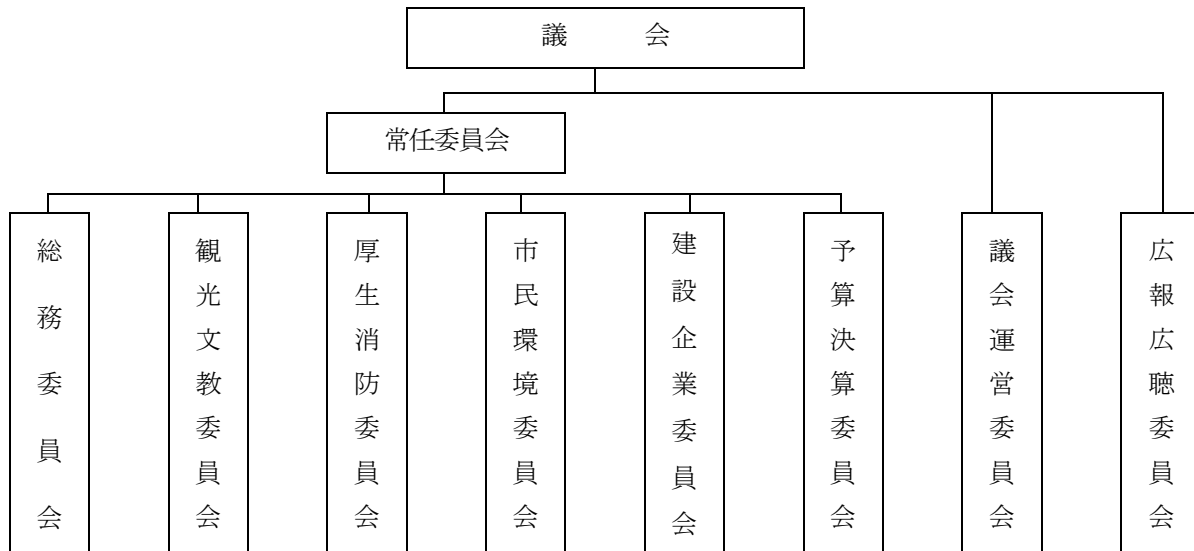 議会
常任委員会
総務委員会
観光文教委員会
厚生消防委員会
市民環境委員会
建設企業委員会
予算決算委員会
議会運営委員会
広報広聴委員会